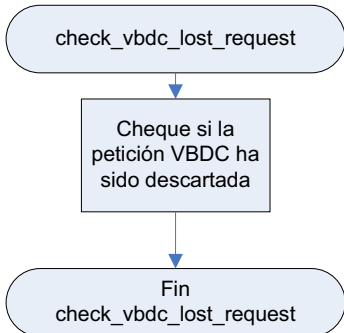 check_vbdc_lost_request
Cheque si la
petición VBDC ha
sido descartada
Fin
check_vbdc_lost_request